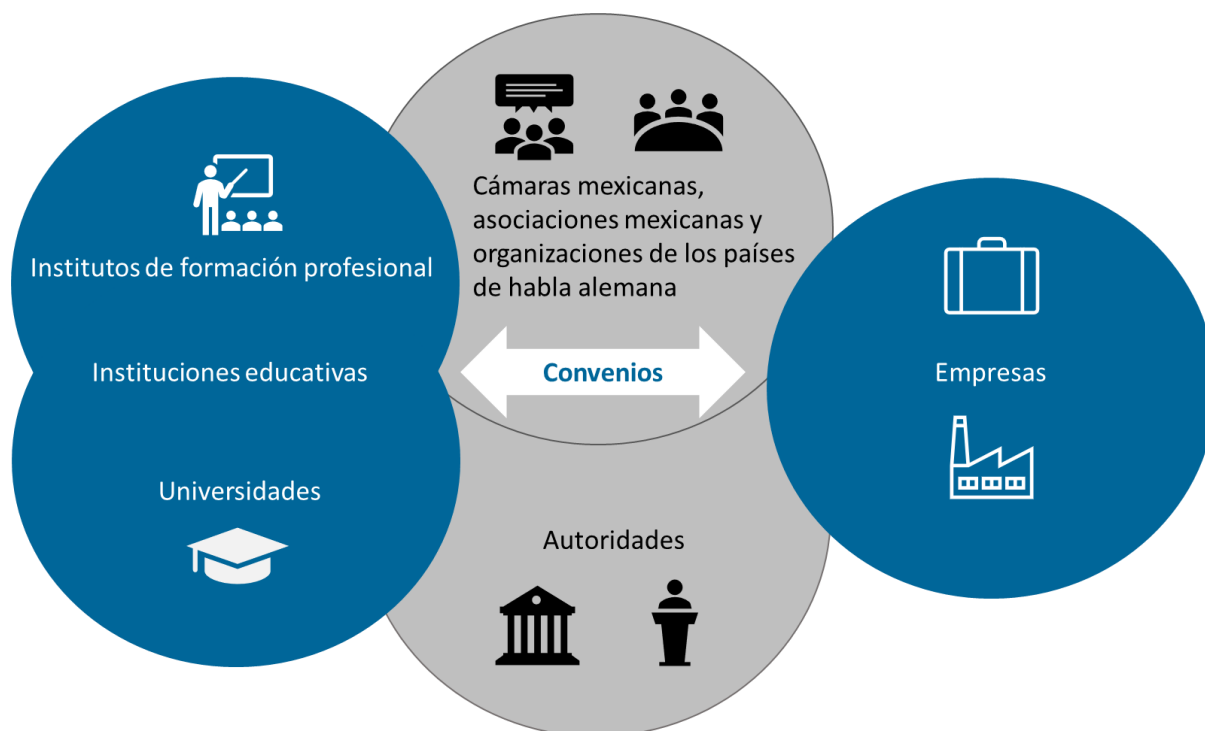 Institutos de formación profesional
Instituciones educativas
Universidades
Cámaras mexicanas,
asociaciones mexicanas y
organizaciones de los países
de habla alemana
Convenios
Autoridades
Empresas